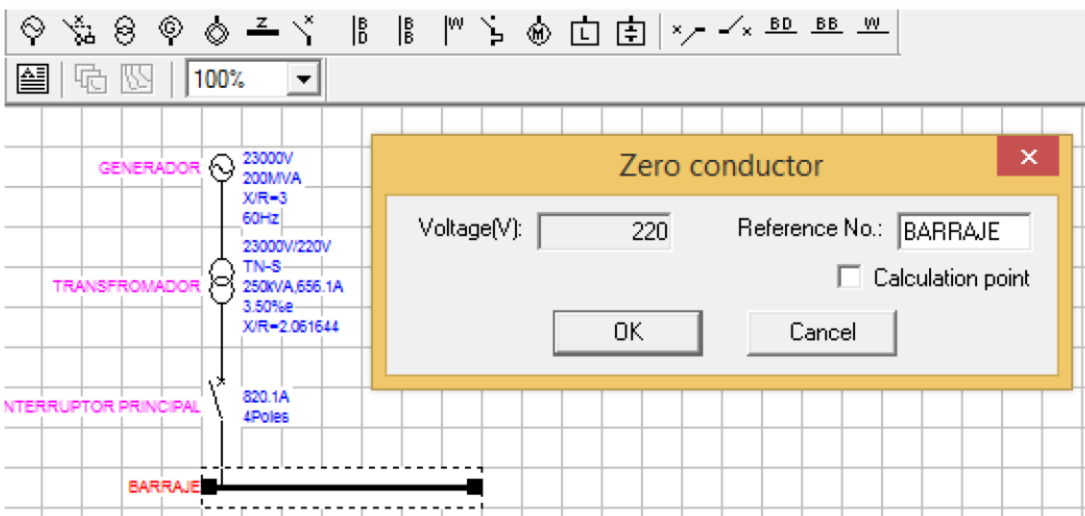 G Z B D B B W M L BD BB W
100%
GENERADOR
23000V
200MVA
X/R=3
60Hz
TRANSFROMADOR
23000V/220V
TN-S
250kVA,656.1A
3.50%e
X/R=2.061644
NTERRUPTOR PRINCIPAL
820.1A
4Poles
BARRAJE
Zero conductor
Voltage(V): 220 Reference No.: BARRAJE
Calculation point
OK Cancel